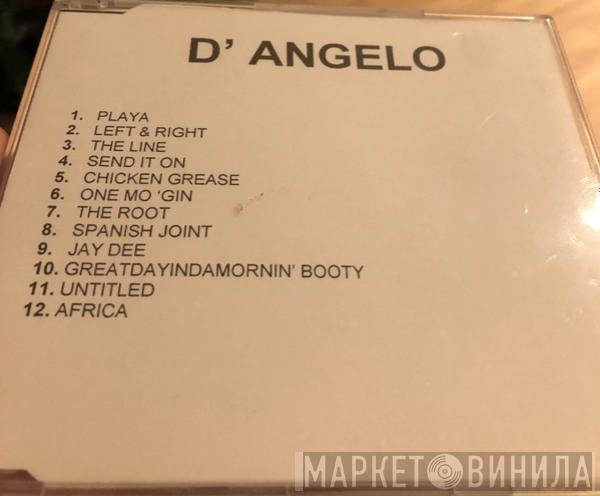 D' ANGELO
1. PLAYA
2. LEFT & RIGHT
3. THE LINE
4. SEND IT ON
5. CHICKEN GREASE
6. ONE MO 'GIN
7. THE ROOT
8. SPANISH JOINT
9. JAY DEE
10. GREATDAYINDAMORNIN' BOOTY
11. UNTITLED
12. AFRICA
МАРКЕТ ВИНИЛА